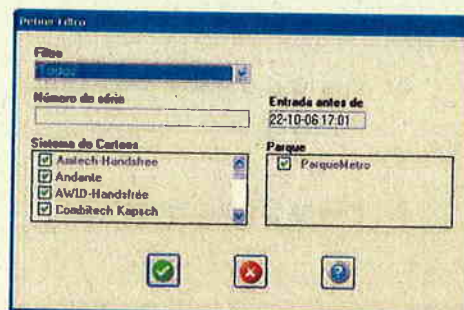 Definir Filtro
Filtro
Todos
Número de série
Entrada antes de
22-10-06 17:01
Sistema de Cartões
Parque
Amtech-Handsfree
Andante
AWID-Handsfree
Combitech Kapsch
ParqueMetro